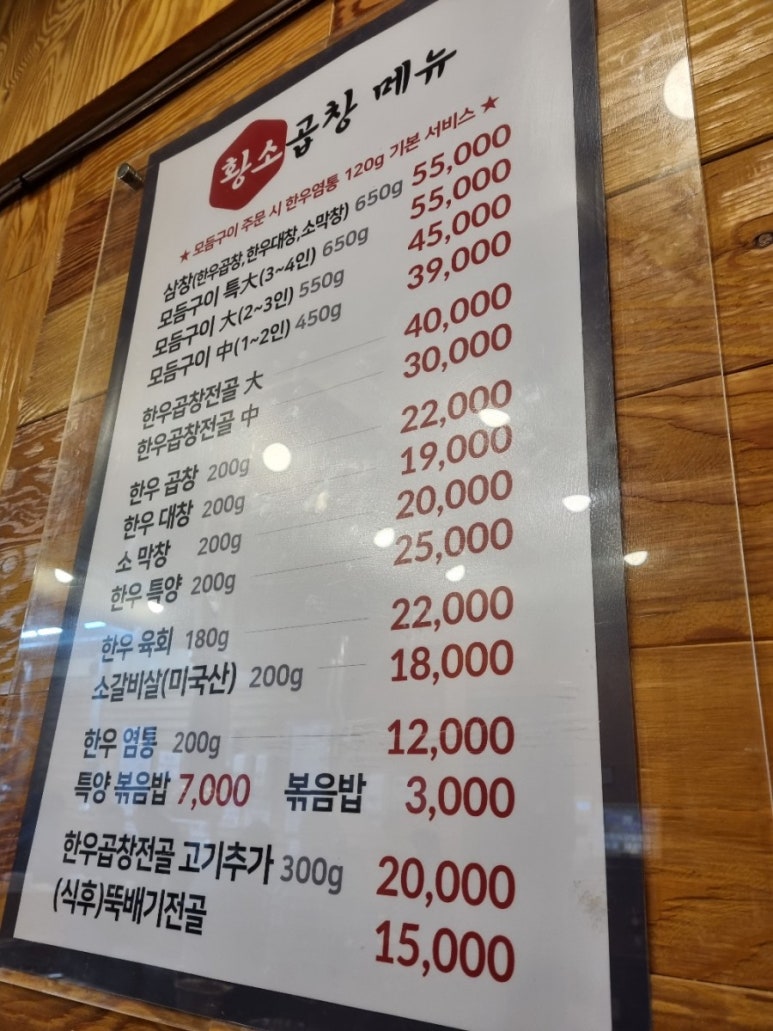 황소곱창 메뉴
★ 모듬구이 주문 시 한우염통 120g 기본 서비스 ★
삼창(한우곱창,한우대창,소막창) 650g 55,000
모듬구이 特大(3~4인) 650g 55,000
모듬구이 大(2~3인) 550g 45,000
모듬구이 中(1~2인) 450g 39,000
한우곱창전골 大 40,000
한우곱창전골 中 30,000
한우 곱창 200g 22,000
한우 대창 200g 19,000
소 막창 200g 20,000
한우 특양 200g 25,000
한우 육회 180g 22,000
소갈비살(미국산) 200g 18,000
한우 염통 200g 12,000
특양 볶음밥 7,000 볶음밥 3,000
한우곱창전골 고기추가 300g 20,000
(식후)뚝배기전골 15,000